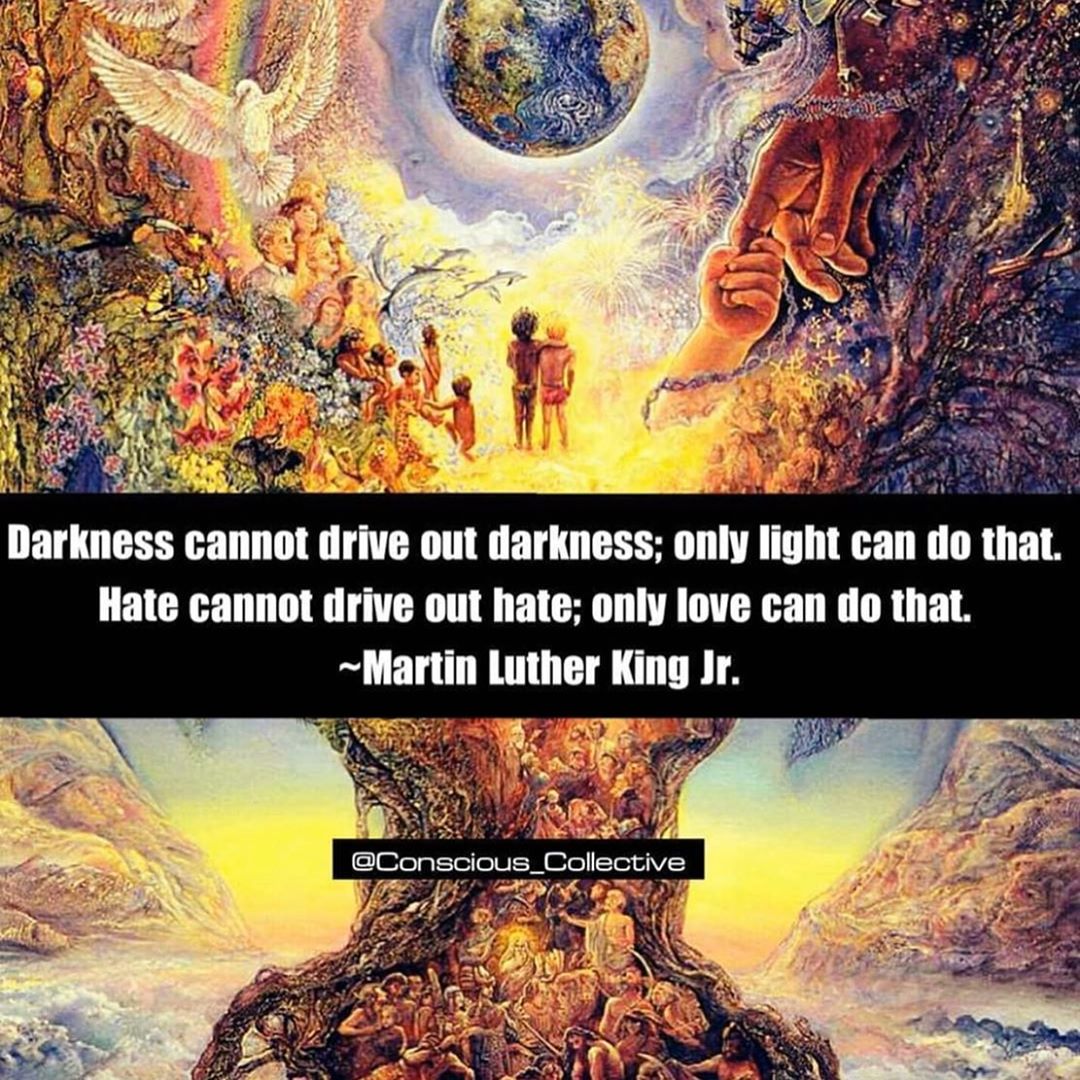 Darkness cannot drive out darkness; only light can do that.
Hate cannot drive out hate; only love can do that.
~Martin Luther King Jr.
@Conscious_Collective